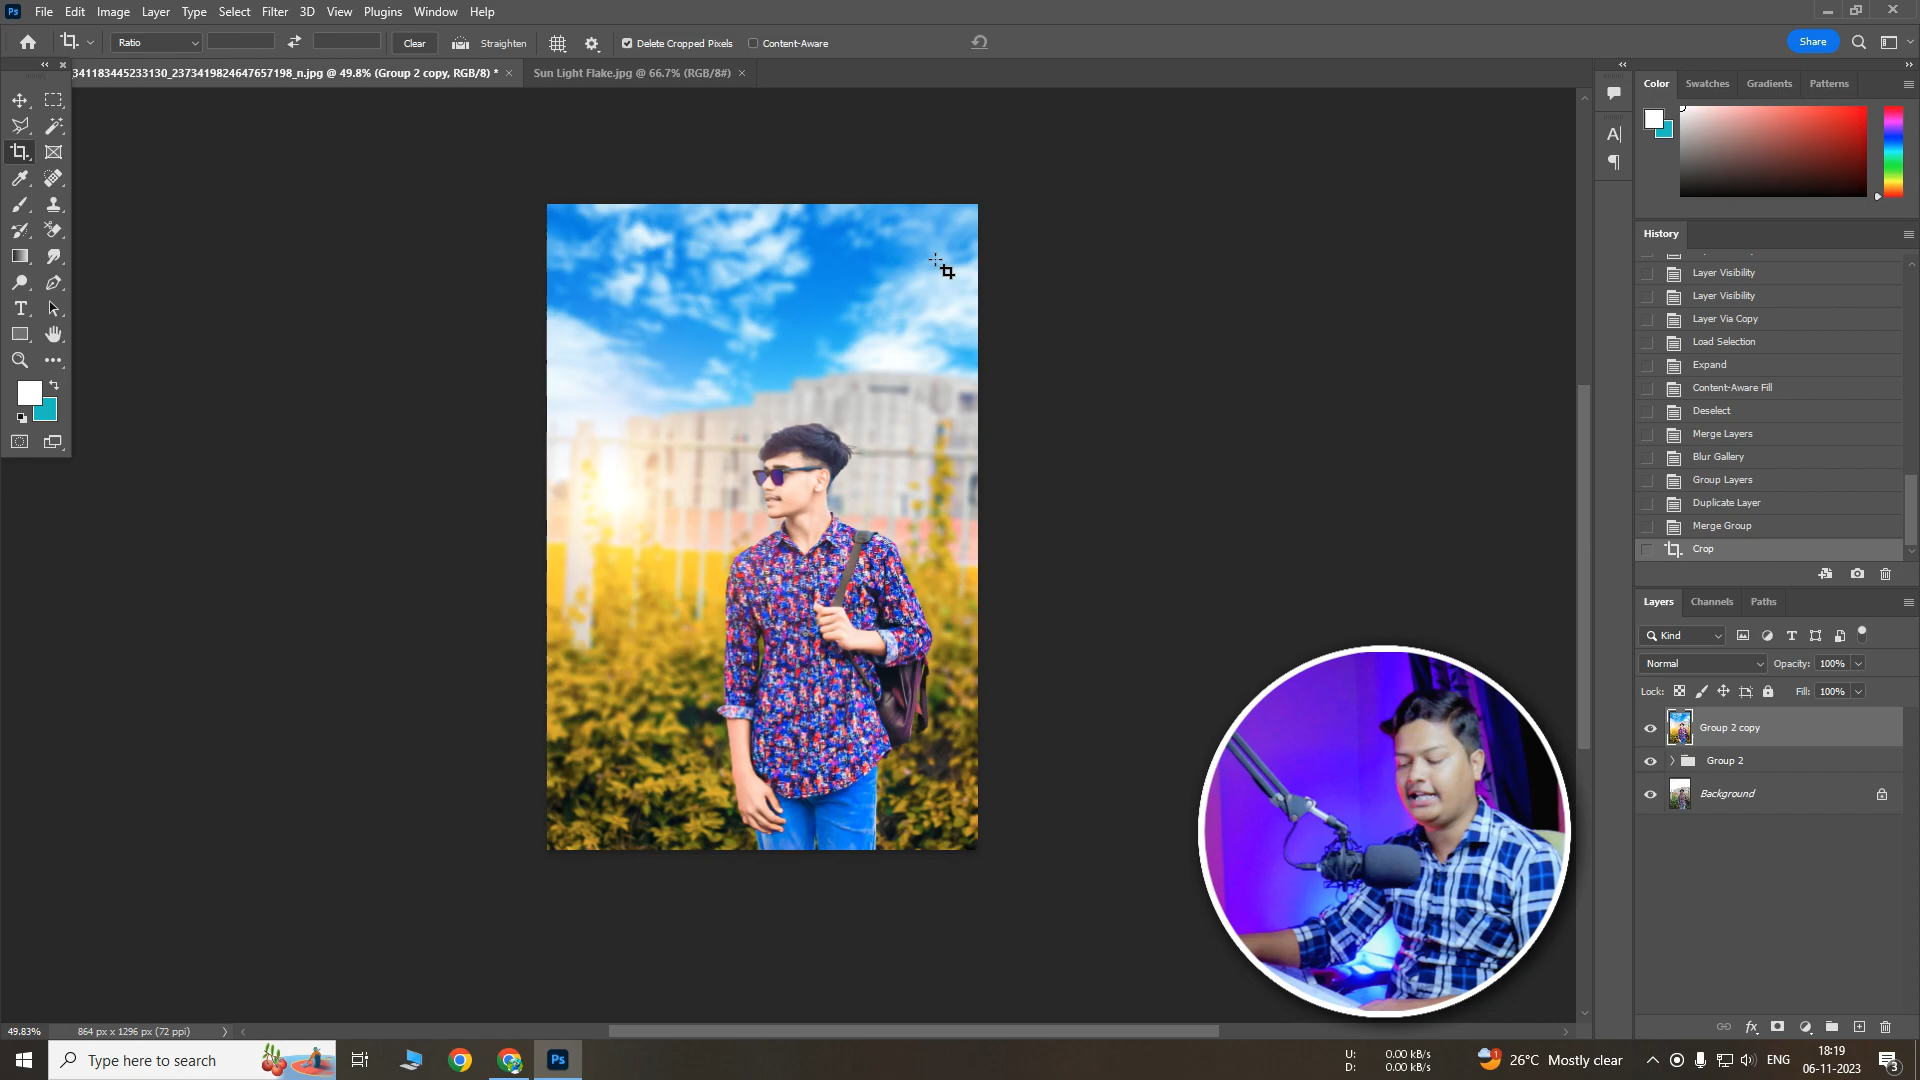 Ps File Edit Image Layer Type Select Filter 3D View Plugins Window Help
Ratio Clear Straighten Delete Cropped Pixels Content-Aware Share
341183445233130_2373419824647657198_n.jpg @ 49.8% (Group 2 copy, RGB/8) * × Sun Light Flake.jpg @ 66.7% (RGB/8#) ×
Color Swatches Gradients Patterns
History
Layer Visibility
Layer Visibility
Layer Via Copy
Load Selection
Expand
Content-Aware Fill
Deselect
Merge Layers
Blur Gallery
Group Layers
Duplicate Layer
Merge Group
Crop
Layers Channels Paths
Kind
Normal Opacity: 100%
Lock: Fill: 100%
Group 2 copy
Group 2
Background
49.83% 864 px x 1296 px (72 ppi)
Type here to search
Ps
U: 0.00 kB/s
D: 0.00 kB/s
1 26°C Mostly clear
ENG
18:19
06-11-2023
3